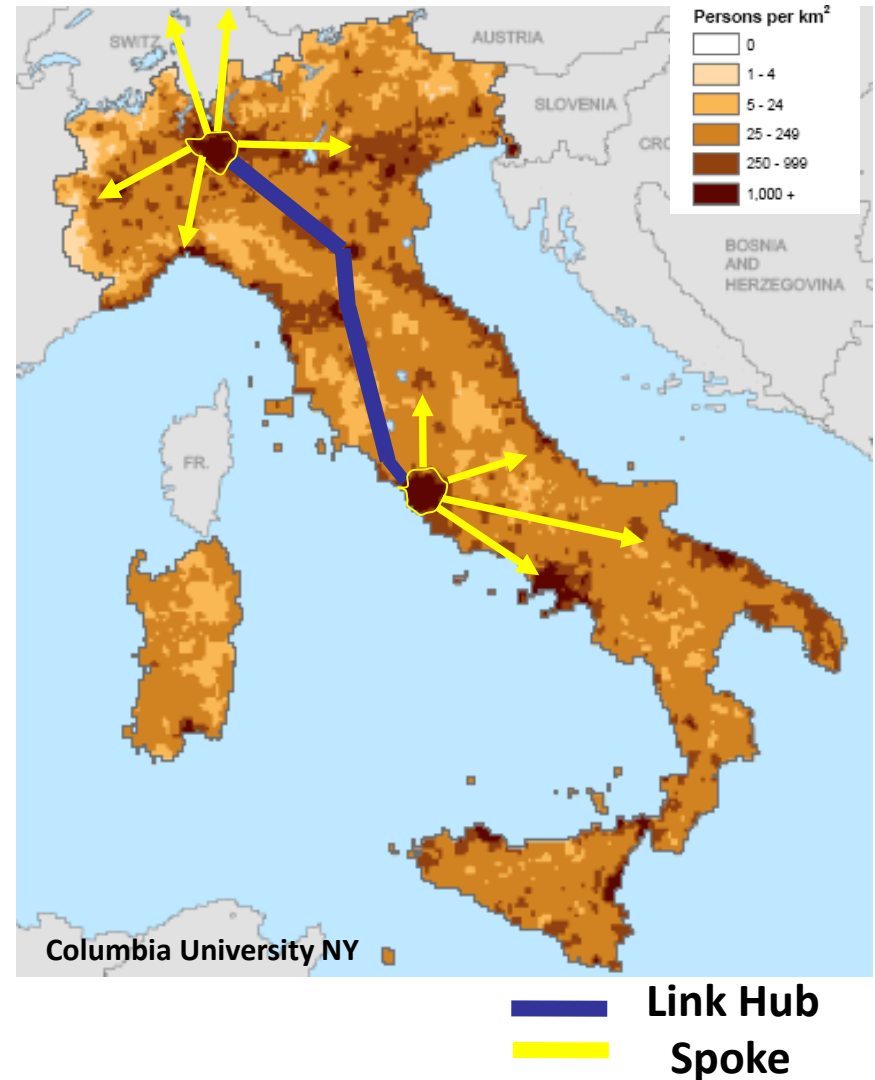 Persons per km²
0
1 - 4
5 - 24
25 - 249
250 - 999
1,000 +
SWITZ.
AUSTRIA
SLOVENIA
CRO
BOSNIA
AND
HERZEGOVINA
FR.
Columbia University NY
Link Hub
Spoke